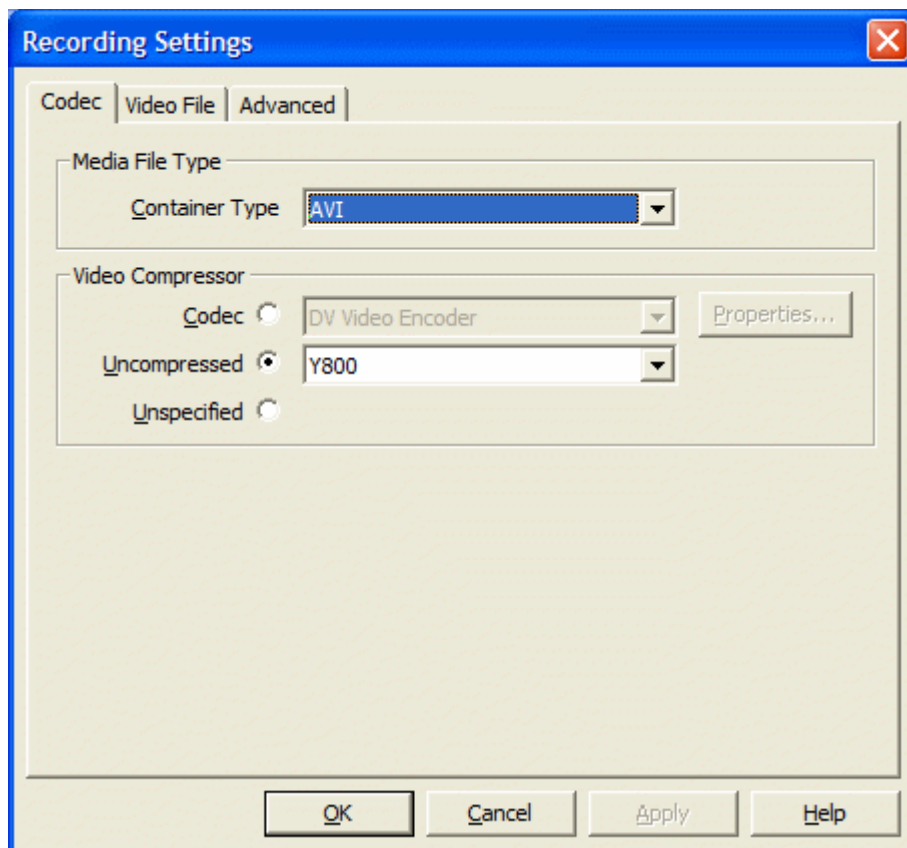 Recording Settings
Codec Video File Advanced
Media File Type
Container Type AVI
Video Compressor
Codec DV Video Encoder Properties...
Uncompressed Y800
Unspecified
OK Cancel Apply Help